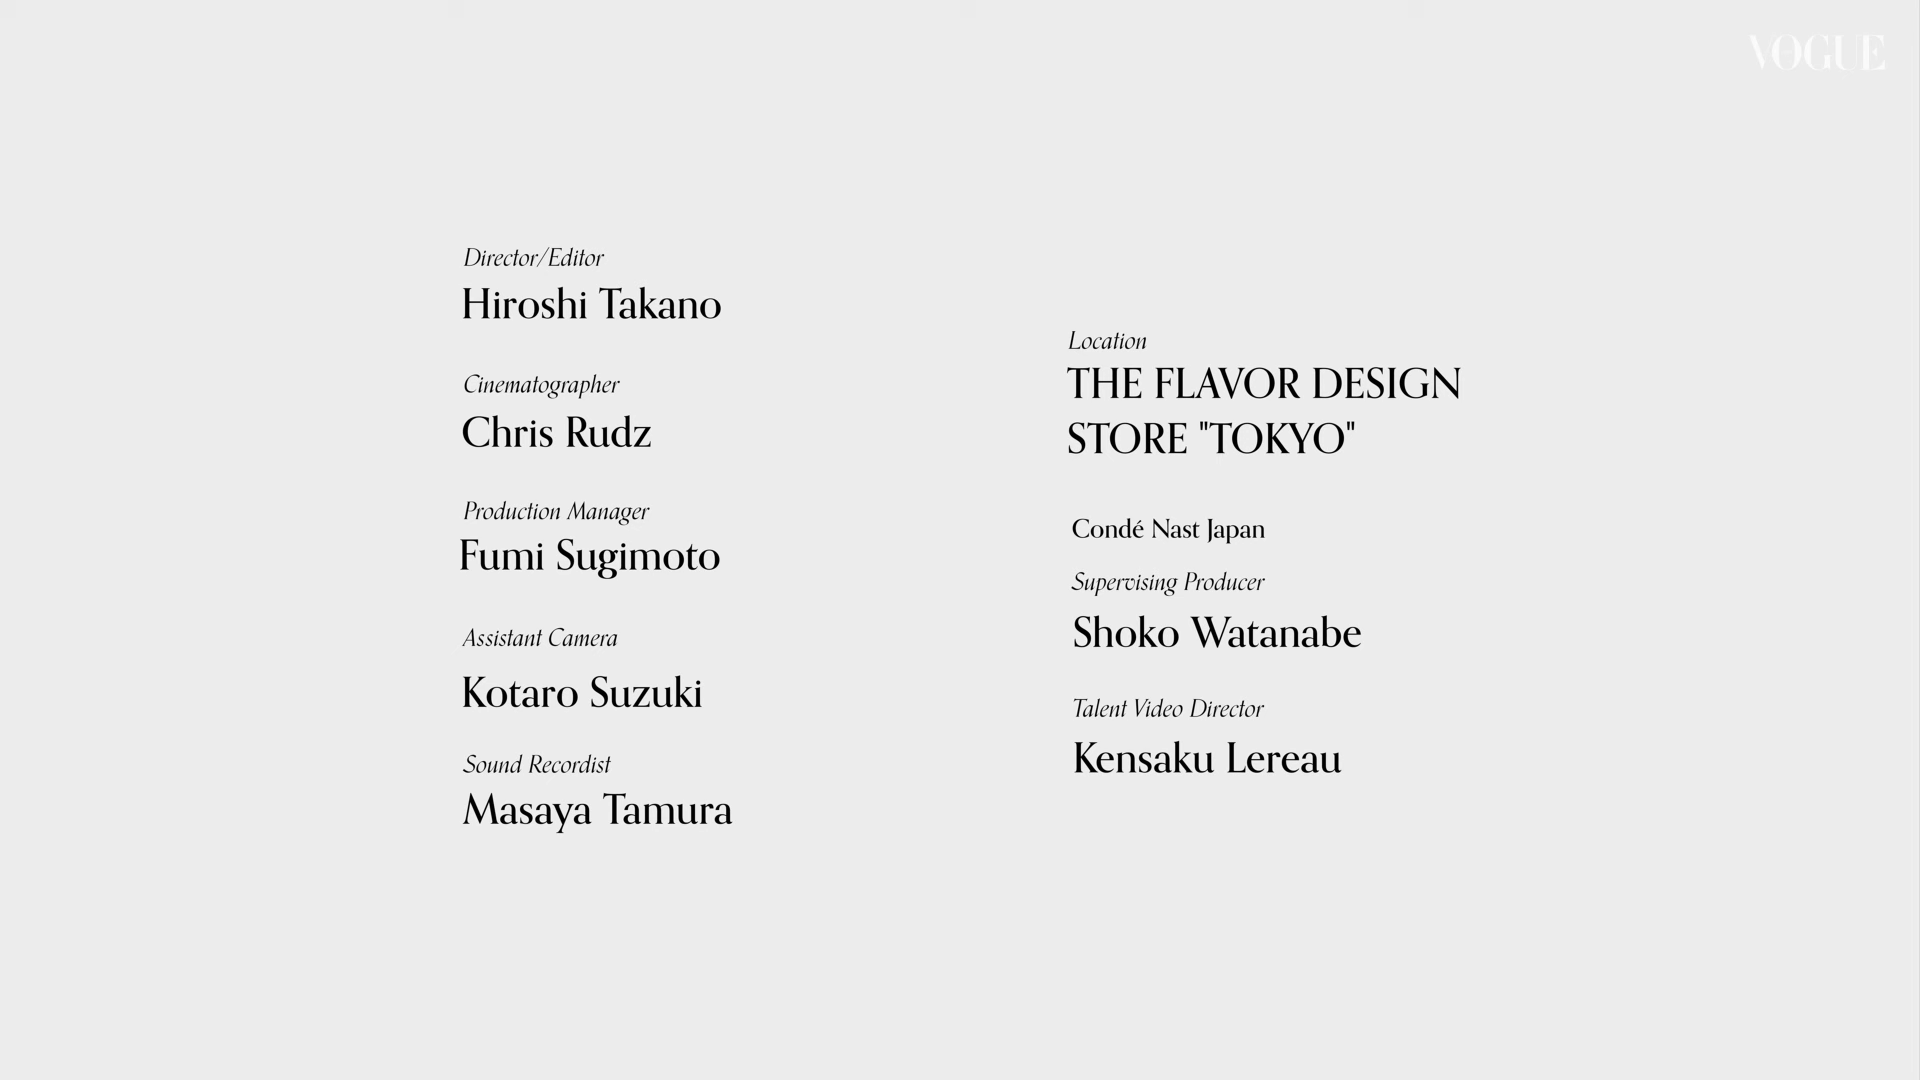 VOGUE
Director/Editor
Hiroshi Takano
Cinematographer
Chris Rudz
Production Manager
Fumi Sugimoto
Assistant Camera
Kotaro Suzuki
Sound Recordist
Masaya Tamura
Location
THE FLAVOR DESIGN
STORE "TOKYO"
Condé Nast Japan
Supervising Producer
Shoko Watanabe
Talent Video Director
Kensaku Lereau